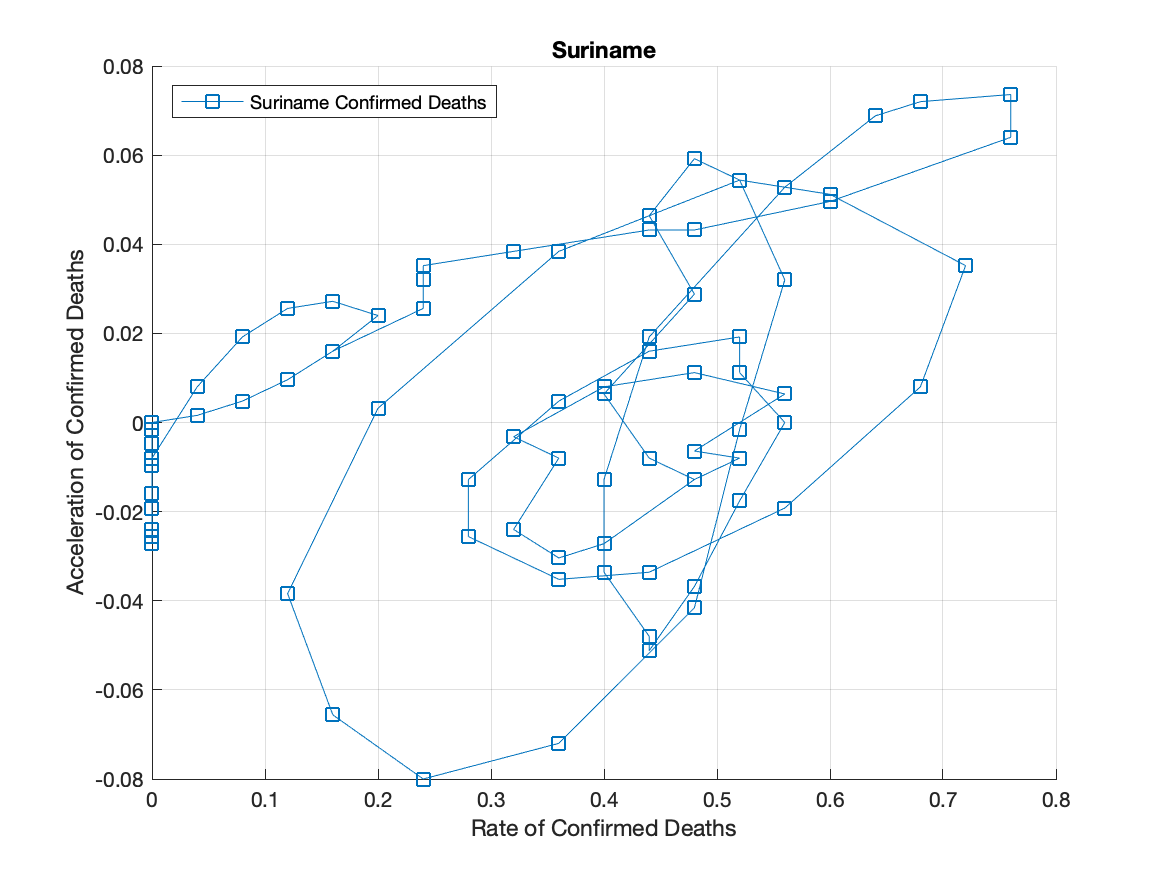 Suriname
Suriname Confirmed Deaths
0.08
0.06
0.04
0.02
0
-0.02
-0.04
-0.06
-0.08
Acceleration of Confirmed Deaths
0 0.1 0.2 0.3 0.4 0.5 0.6 0.7 0.8
Rate of Confirmed Deaths